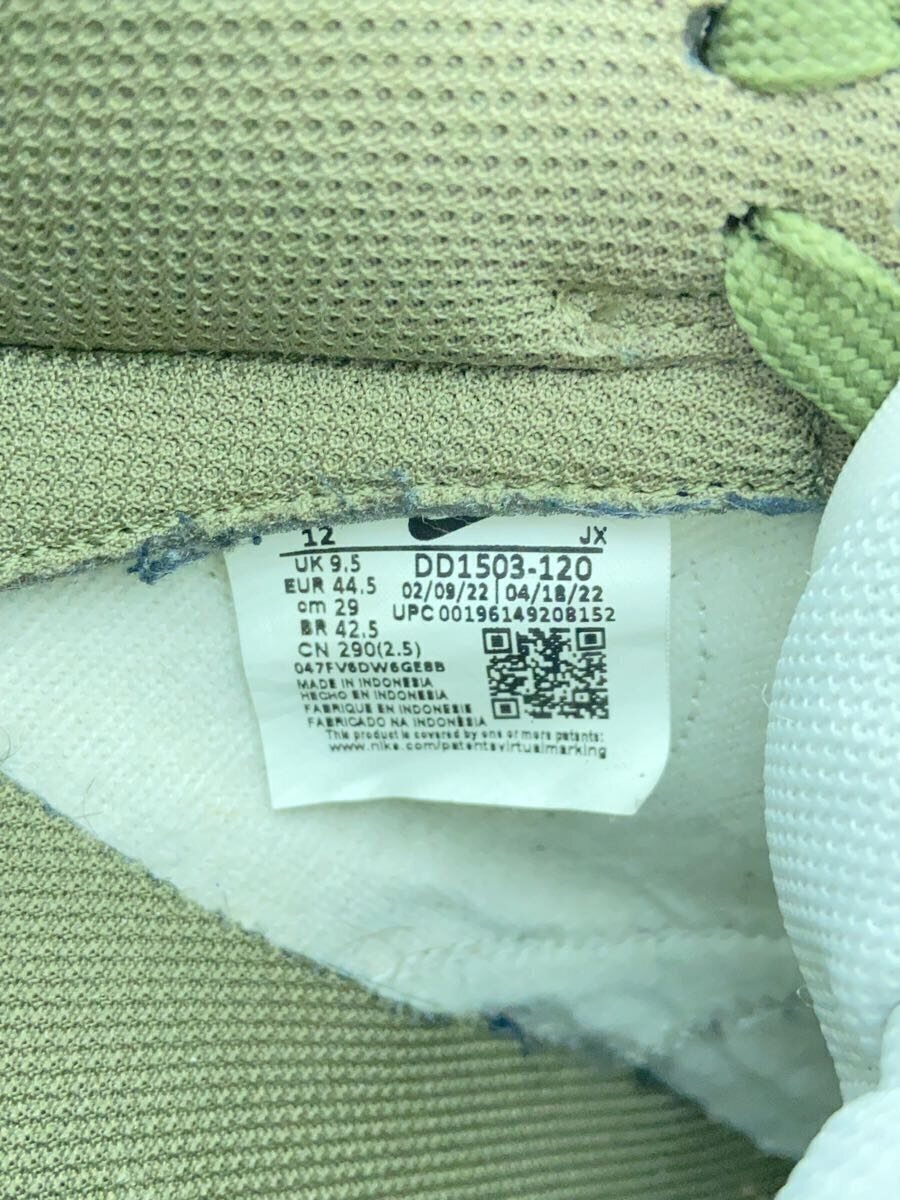 12 JX
UK 9.5 DD1503-120
EUR 44.5 02/09/22 04/18/22
cm 29 UPC 00196149208152
BR 42.5
CN 290(2.5)
047FV6DW6GE8B
MADE IN INDONESIA
HECHO EN INDONESIA
FABRIQUE EN INDONESIE
FABRICADO NA INDONÉSIA
This product is covered by one or more patents:
www.nike.com/patentsvirtualmarking